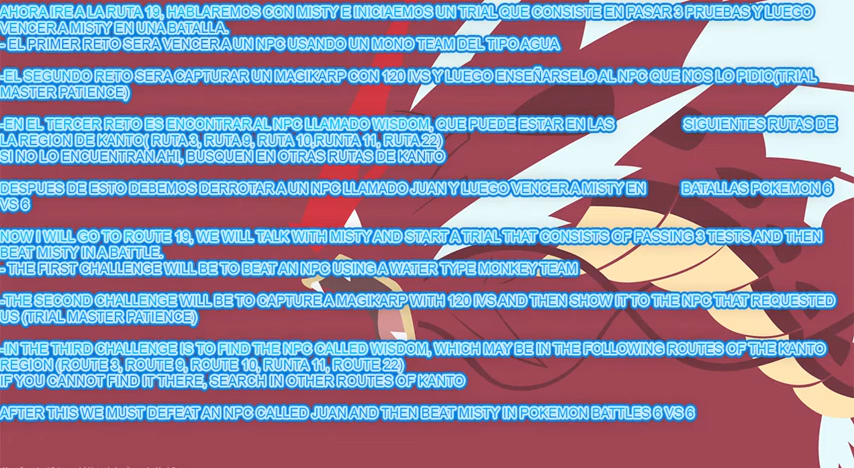 AHORA IRE A LA RUTA 19, HABLAREMOS CON MISTY E INICIAEMOS UN TRIAL QUE CONSISTE EN PASAR 3 PRUEBAS Y LUEGO
VENCER A MISTY EN UNA BATALLA.
- EL PRIMER RETO SERA VENCER A UN NPC USANDO UN MONO TEAM DEL TIPO AGUA
-EL SEGUNDO RETO SERA CAPTURAR UN MAGIKARP CON 120 IVS Y LUEGO ENSEÑARSELO AL NPC QUE NOS LO PIDIO(TRIAL
MASTER PATIENCE)
-EN EL TERCER RETO ES ENCONTRAR AL NPC LLAMADO WISDOM, QUE PUEDE ESTAR EN LAS SIGUIENTES RUTAS DE
LA REGION DE KANTO( RUTA 3, RUTA 9, RUTA 10,RUNTA 11, RUTA 22)
SI NO LO ENCUENTRAN AHI, BUSQUEN EN OTRAS RUTAS DE KANTO
DESPUES DE ESTO DEBEMOS DERROTAR A UN NPC LLAMADO JUAN Y LUEGO VENCER A MISTY EN BATALLAS POKEMON 6
VS 6
NOW I WILL GO TO ROUTE 19, WE WILL TALK WITH MISTY AND START A TRIAL THAT CONSISTS OF PASSING 3 TESTS AND THEN
BEAT MISTY IN A BATTLE.
- THE FIRST CHALLENGE WILL BE TO BEAT AN NPC USING A WATER TYPE MONKEY TEAM
-THE SECOND CHALLENGE WILL BE TO CAPTURE A MAGIKARP WITH 120 IVS AND THEN SHOW IT TO THE NPC THAT REQUESTED
US (TRIAL MASTER PATIENCE)
-IN THE THIRD CHALLENGE IS TO FIND THE NPC CALLED WISDOM, WHICH MAY BE IN THE FOLLOWING ROUTES OF THE KANTO
REGION (ROUTE 3, ROUTE 9, ROUTE 10, RUNTA 11, ROUTE 22)
IF YOU CANNOT FIND IT THERE, SEARCH IN OTHER ROUTES OF KANTO
AFTER THIS WE MUST DEFEAT AN NPC CALLED JUAN AND THEN BEAT MISTY IN POKEMON BATTLES 6 VS 6